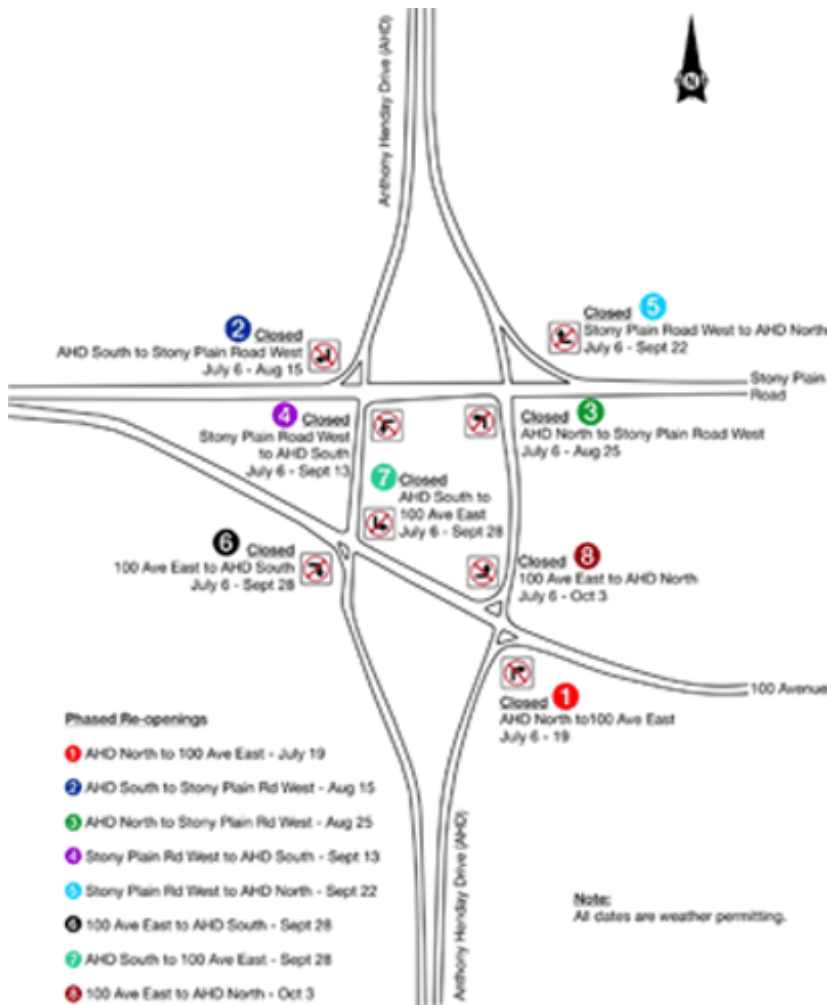 Anthony Henday Drive (AHD)
N
2 Closed
AHD South to Stony Plain Road West
July 6 - Aug 15
Closed 5
Stony Plain Road West to AHD North
July 6 - Sept 22
Stony Plain
Road
4 Closed
Stony Plain Road West
to AHD South
July 6 - Sept 13
Closed 3
AHD North to Stony Plain Road West
July 6 - Aug 25
7 Closed
AHD South to
100 Ave East
July 6 - Sept 28
6 Closed
100 Ave East to AHD South
July 6 - Sept 28
Closed 8
100 Ave East to AHD North
July 6 - Oct 3
100 Avenue
Closed 1
AHD North to100 Ave East
July 6 - 19
Phased Re-openings
1 AHD North to 100 Ave East - July 19
2 AHD South to Stony Plain Rd West - Aug 15
3 AHD North to Stony Plain Rd West - Aug 25
4 Stony Plain Rd West to AHD South - Sept 13
5 Stony Plain Rd West to AHD North - Sept 22
6 100 Ave East to AHD South - Sept 28
7 AHD South to 100 Ave East - Sept 28
8 100 Ave East to AHD North - Oct 3
Anthony Henday Drive (AHD)
Note:
All dates are weather permitting.